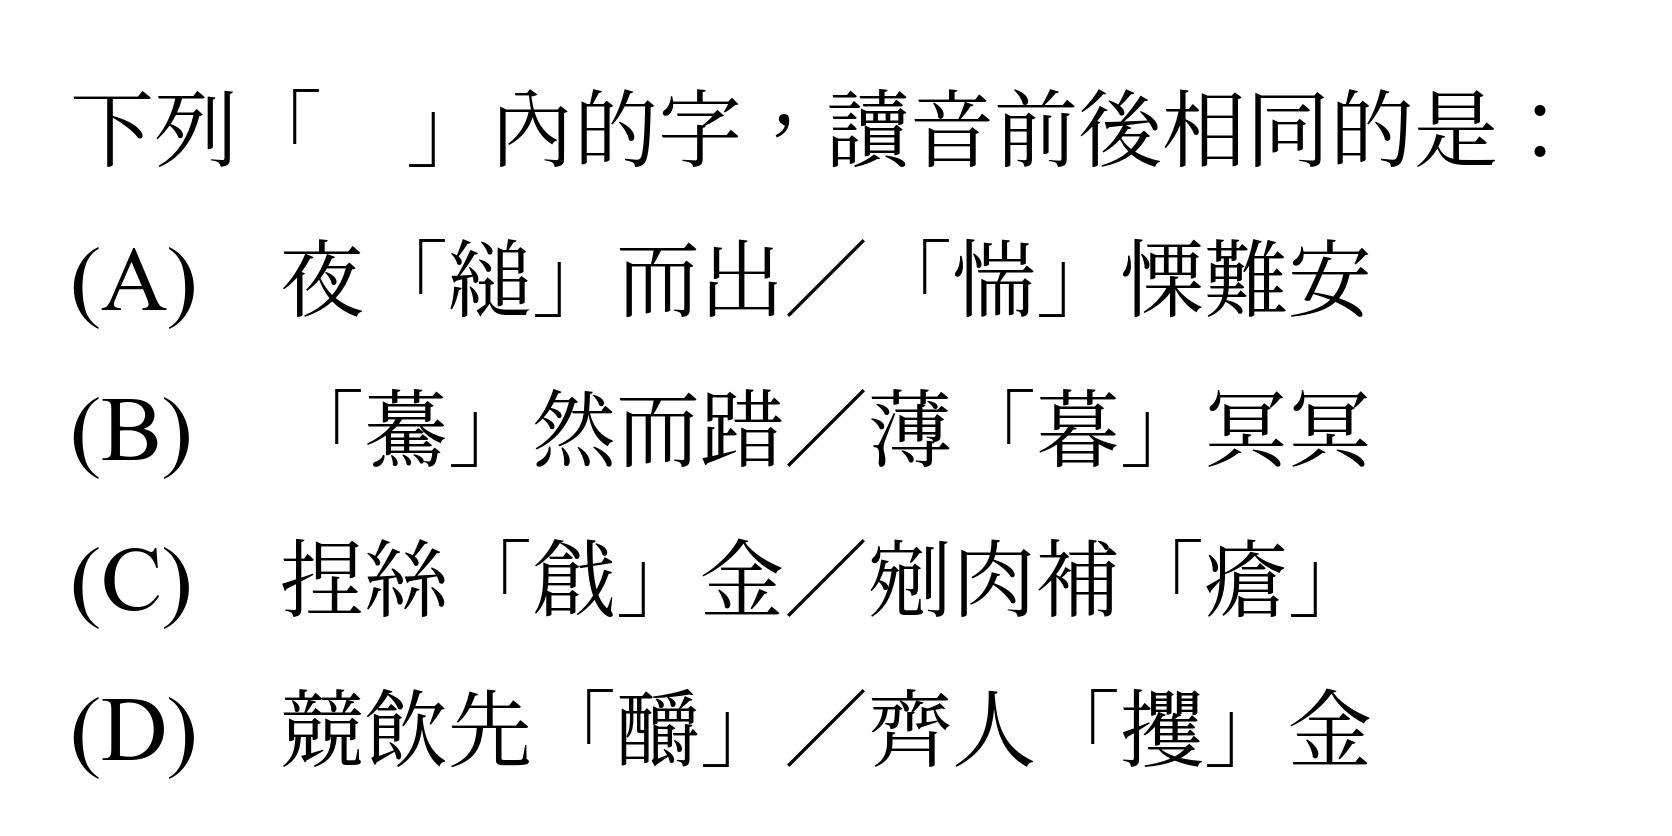 下列「　」內的字，讀音前後相同的是：
(A)　夜「縋」而出／「惴」慄難安
(B)　「驀」然而踖／薄「暮」冥冥
(C)　捏絲「戧」金／剜肉補「瘡」
(D)　競飲先「釂」／齊人「攫」金